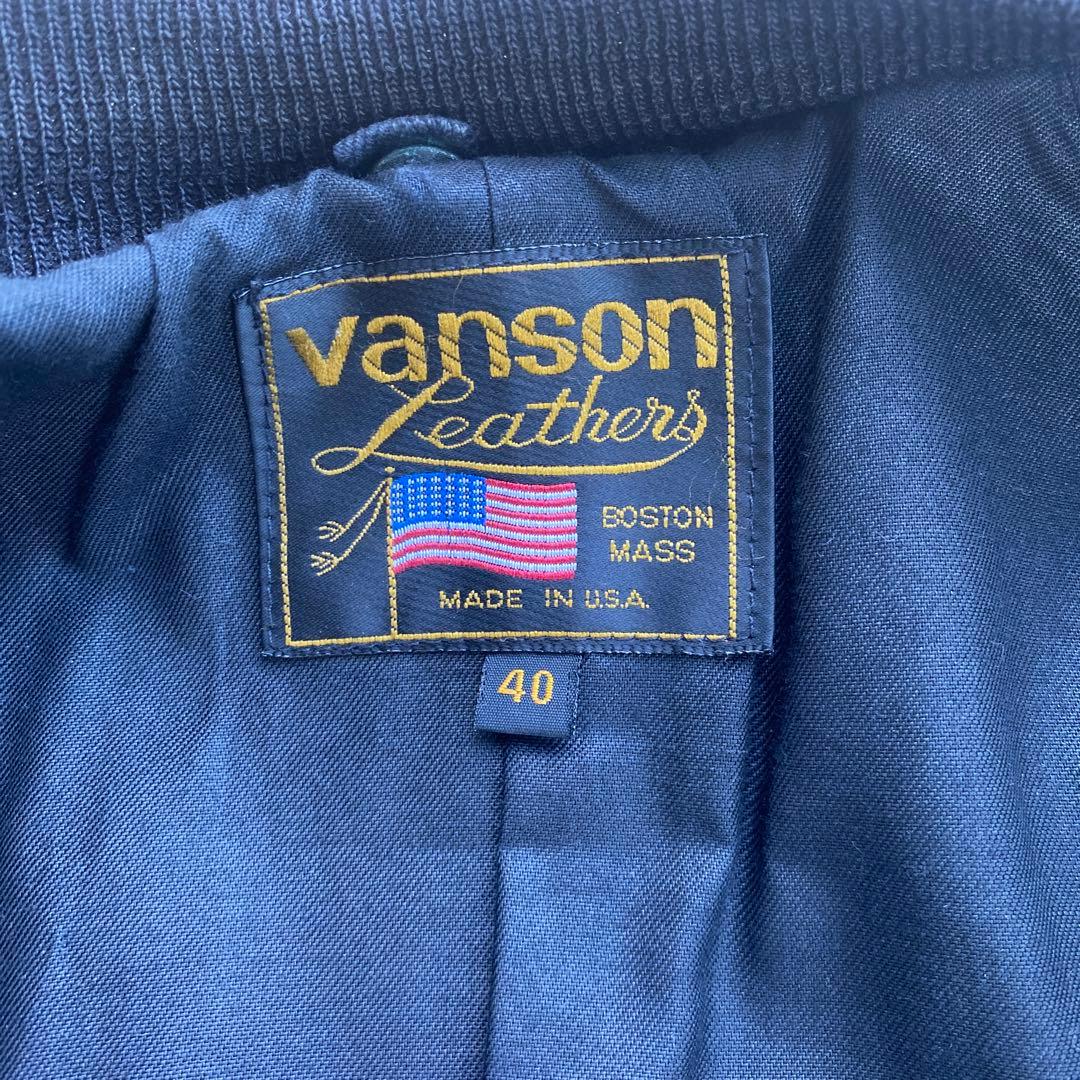 vanson
Leathers
BOSTON
MASS
MADE IN U.S.A.
40